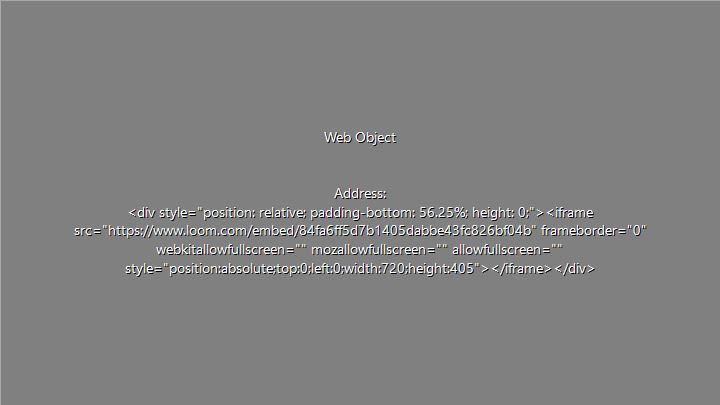 Web Object
Address:
<div style="position: relative; padding-bottom: 56.25%; height: 0;"><iframe
src="https://www.loom.com/embed/84fa6ff5d7b1405dabbe43fc826bf04b" frameborder="0"
webkitallowfullscreen="" mozallowfullscreen="" allowfullscreen=""
style="position:absolute;top:0;left:0;width:720;height:405"></iframe></div>